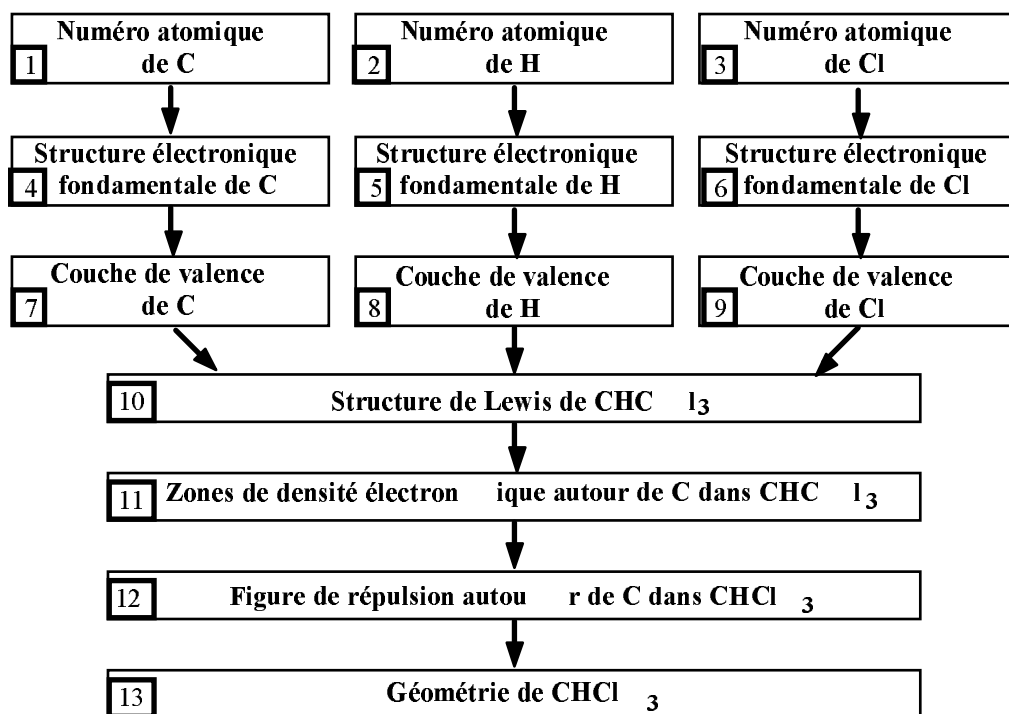 Numéro atomique
de C
1
Numéro atomique
de H
2
Numéro atomique
de Cl
3
Structure électronique
fondamentale de C
4
Structure électronique
fondamentale de H
5
Structure électronique
fondamentale de Cl
6
Couche de valence
de C
7
Couche de valence
de H
8
Couche de valence
de Cl
9
10 Structure de Lewis de CHC l3
11 Zones de densité électron ique autour de C dans CHC l3
12 Figure de répulsion autou r de C dans CHCl 3
13 Géométrie de CHCl 3